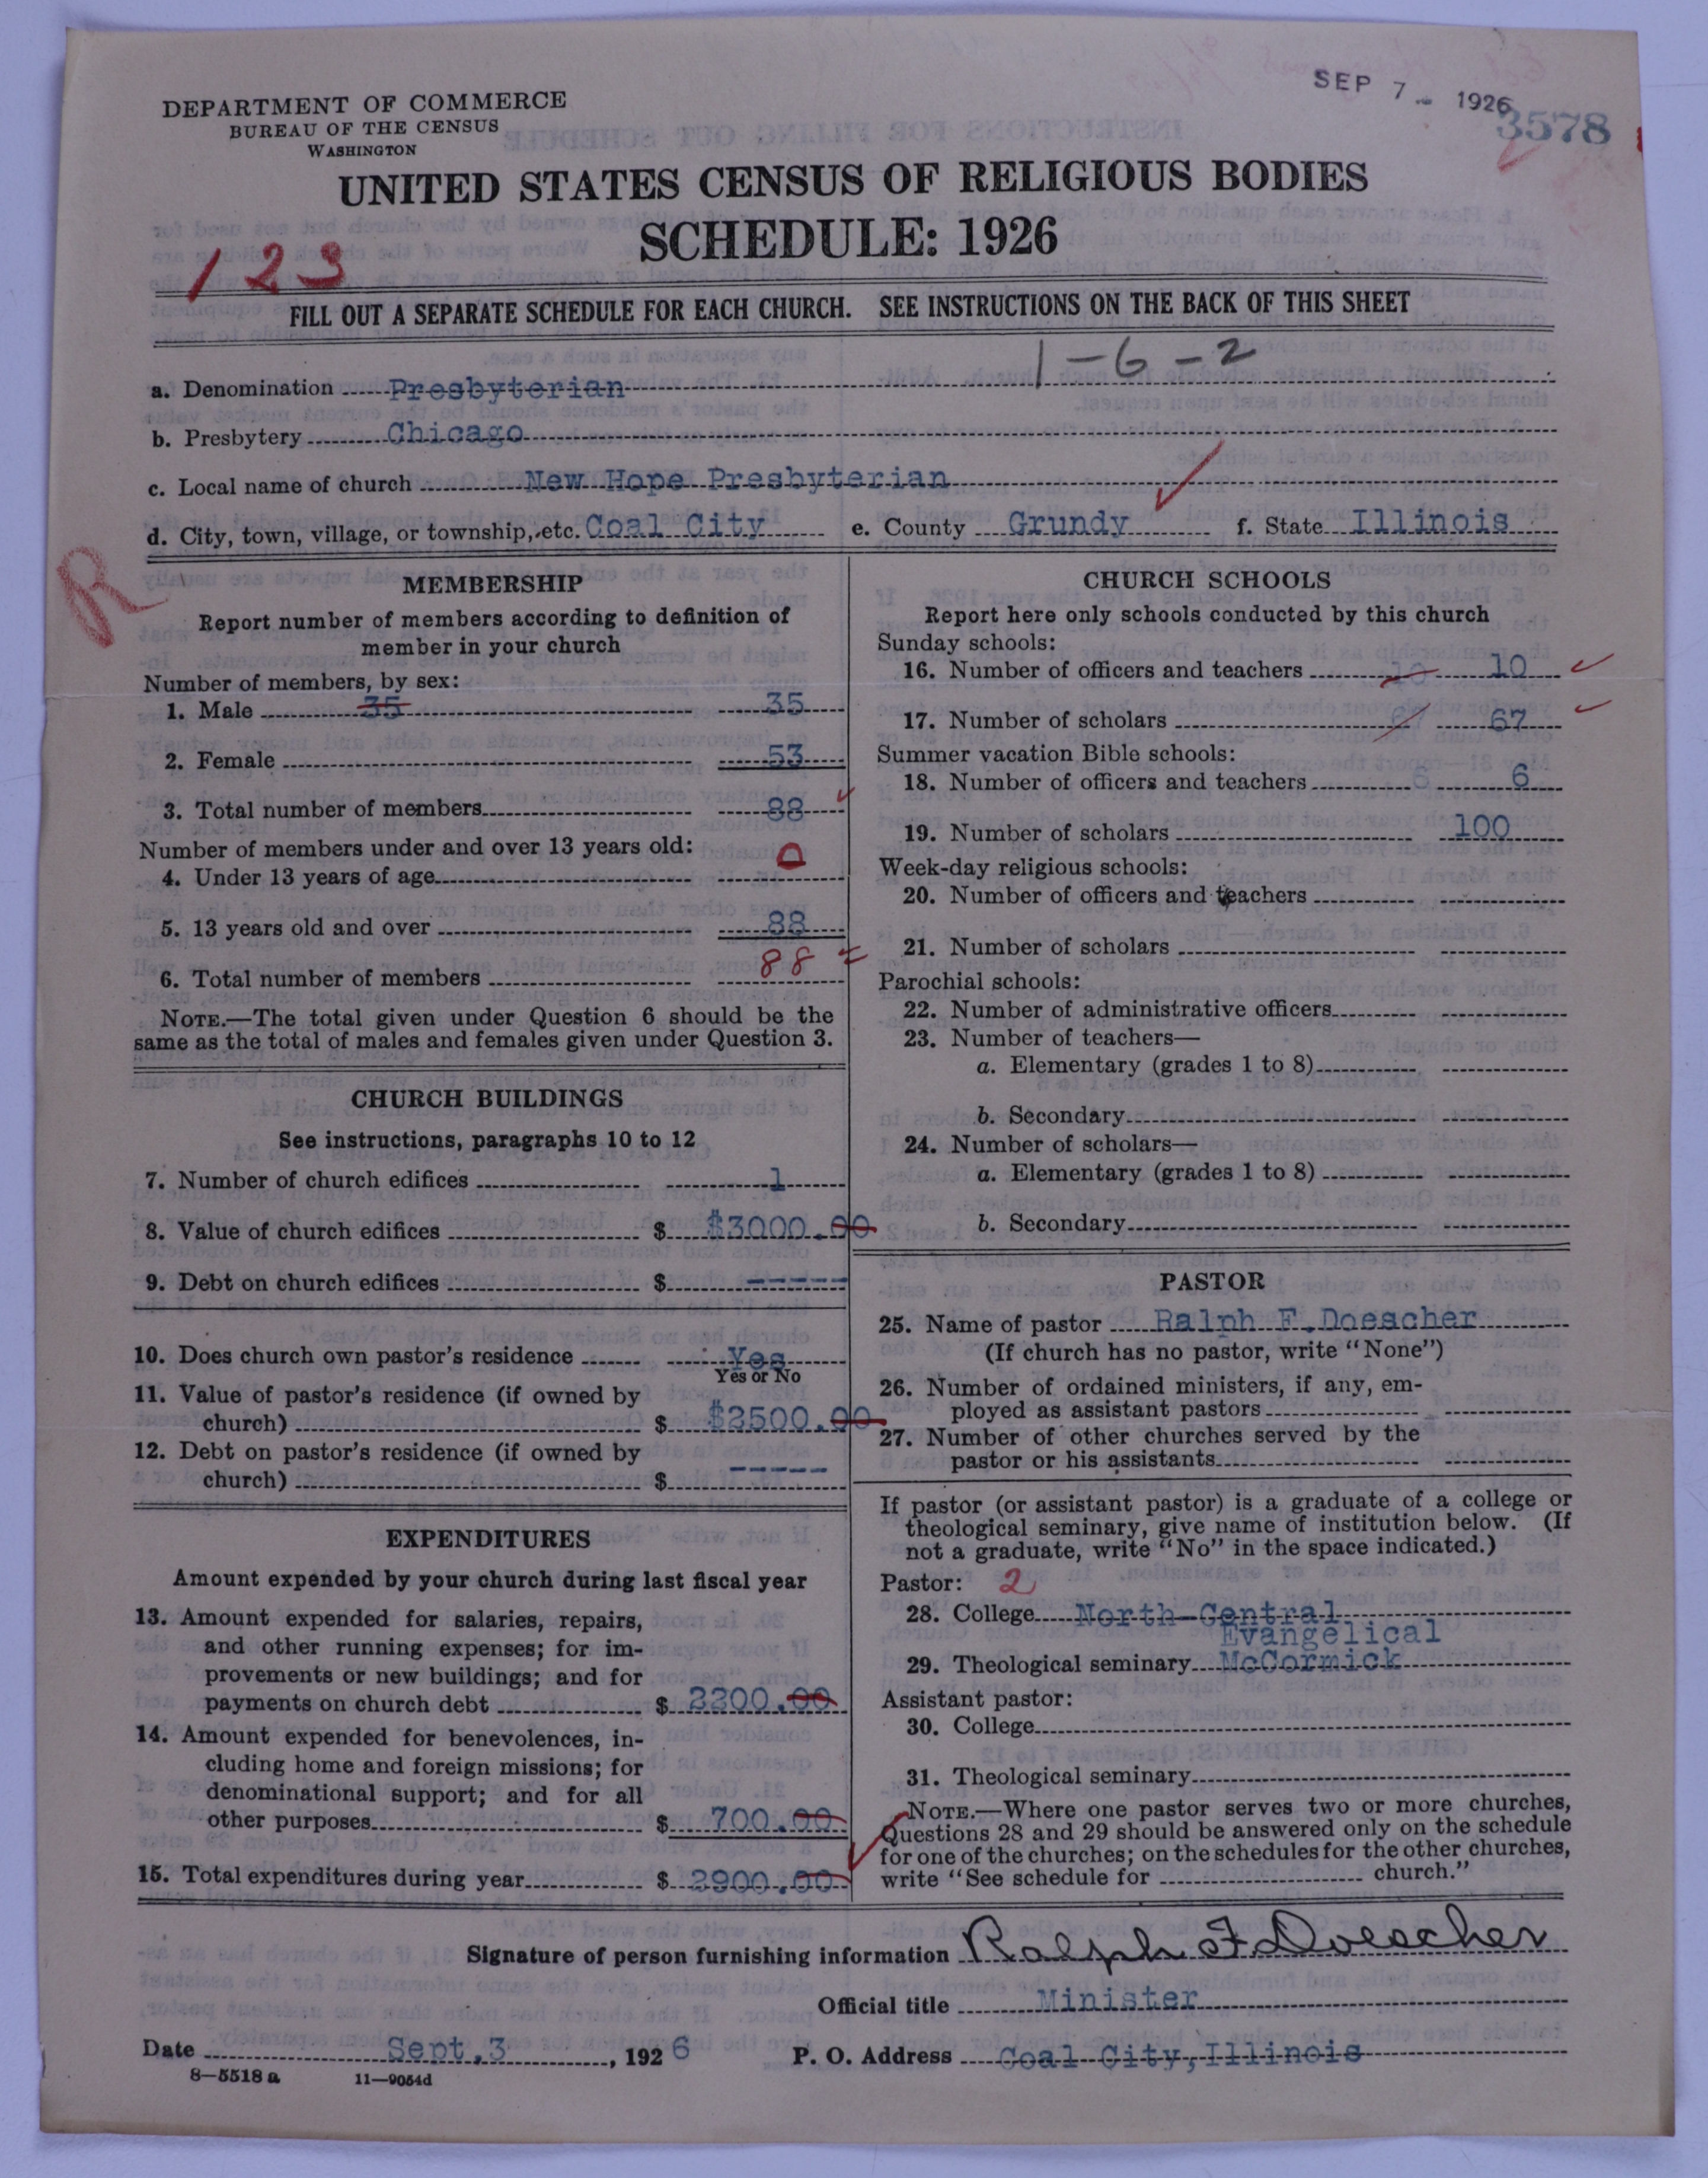 SEP 7 1926
3578
DEPARTMENT OF COMMERCE
BUREAU OF THE CENSUS
WASHINGTON
UNITED STATES CENSUS OF RELIGIOUS BODIES
SCHEDULE: 1926
123
FILL OUT A SEPARATE SCHEDULE FOR EACH CHURCH. SEE INSTRUCTIONS ON THE BACK OF THIS SHEET
1-6-2
a. Denomination Presbyterian
b. Presbytery Chicago
c. Local name of church New Hope Presbyterian
d. City, town, village, or township, etc. Coal City e. County Grundy f. State Illinois
R
MEMBERSHIP
Report number of members according to definition of
member in your church
Number of members, by sex:
1. Male 35 35
2. Female 53
3. Total number of members 88
Number of members under and over 13 years old:
4. Under 13 years of age 0
5. 13 years old and over 88
6. Total number of members 88
NOTE.—The total given under Question 6 should be the
same as the total of males and females given under Question 3.
CHURCH BUILDINGS
See instructions, paragraphs 10 to 12
7. Number of church edifices 1
8. Value of church edifices $ $3000.00
9. Debt on church edifices $ -----
10. Does church own pastor's residence Yes
Yes or No
11. Value of pastor's residence (if owned by
church) $ $2500.00
12. Debt on pastor's residence (if owned by
church) $ -----
EXPENDITURES
Amount expended by your church during last fiscal year
13. Amount expended for salaries, repairs,
and other running expenses; for im-
provements or new buildings; and for
payments on church debt $ 2200.00
14. Amount expended for benevolences, in-
cluding home and foreign missions; for
denominational support; and for all
other purposes $ 700.00
15. Total expenditures during year $ 2900.00
CHURCH SCHOOLS
Report here only schools conducted by this church
Sunday schools:
16. Number of officers and teachers 10 10
17. Number of scholars 67 67
Summer vacation Bible schools:
18. Number of officers and teachers 6 6
19. Number of scholars 100
Week-day religious schools:
20. Number of officers and teachers
21. Number of scholars
Parochial schools:
22. Number of administrative officers
23. Number of teachers—
a. Elementary (grades 1 to 8)
b. Secondary
24. Number of scholars—
a. Elementary (grades 1 to 8)
b. Secondary
PASTOR
25. Name of pastor Ralph F. Doescher
(If church has no pastor, write "None")
26. Number of ordained ministers, if any, em-
ployed as assistant pastors
27. Number of other churches served by the
pastor or his assistants
If pastor (or assistant pastor) is a graduate of a college or
theological seminary, give name of institution below. (If
not a graduate, write "No" in the space indicated.)
Pastor: 2
28. College North-Central
Evangelical
29. Theological seminary McCormick
Assistant pastor:
30. College
31. Theological seminary
NOTE.—Where one pastor serves two or more churches,
Questions 28 and 29 should be answered only on the schedule
for one of the churches; on the schedules for the other churches,
write "See schedule for church."
Signature of person furnishing information Ralph F Doescher
Official title Minister
Date Sept. 3, 1926 P. O. Address Coal City, Illinois
8—5518 a 11—9054d